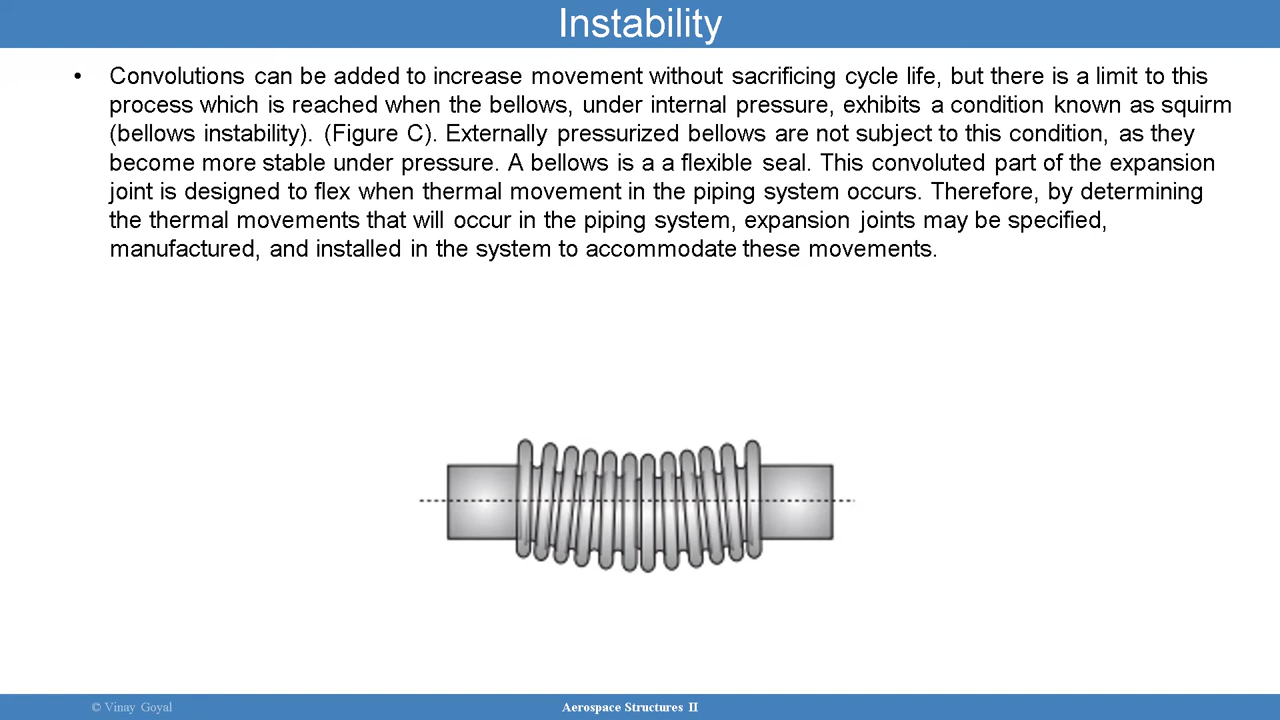 Instability
• Convolutions can be added to increase movement without sacrificing cycle life, but there is a limit to this
process which is reached when the bellows, under internal pressure, exhibits a condition known as squirm
(bellows instability). (Figure C). Externally pressurized bellows are not subject to this condition, as they
become more stable under pressure. A bellows is a a flexible seal. This convoluted part of the expansion
joint is designed to flex when thermal movement in the piping system occurs. Therefore, by determining
the thermal movements that will occur in the piping system, expansion joints may be specified,
manufactured, and installed in the system to accommodate these movements.
© Vinay Goyal
Aerospace Structures II